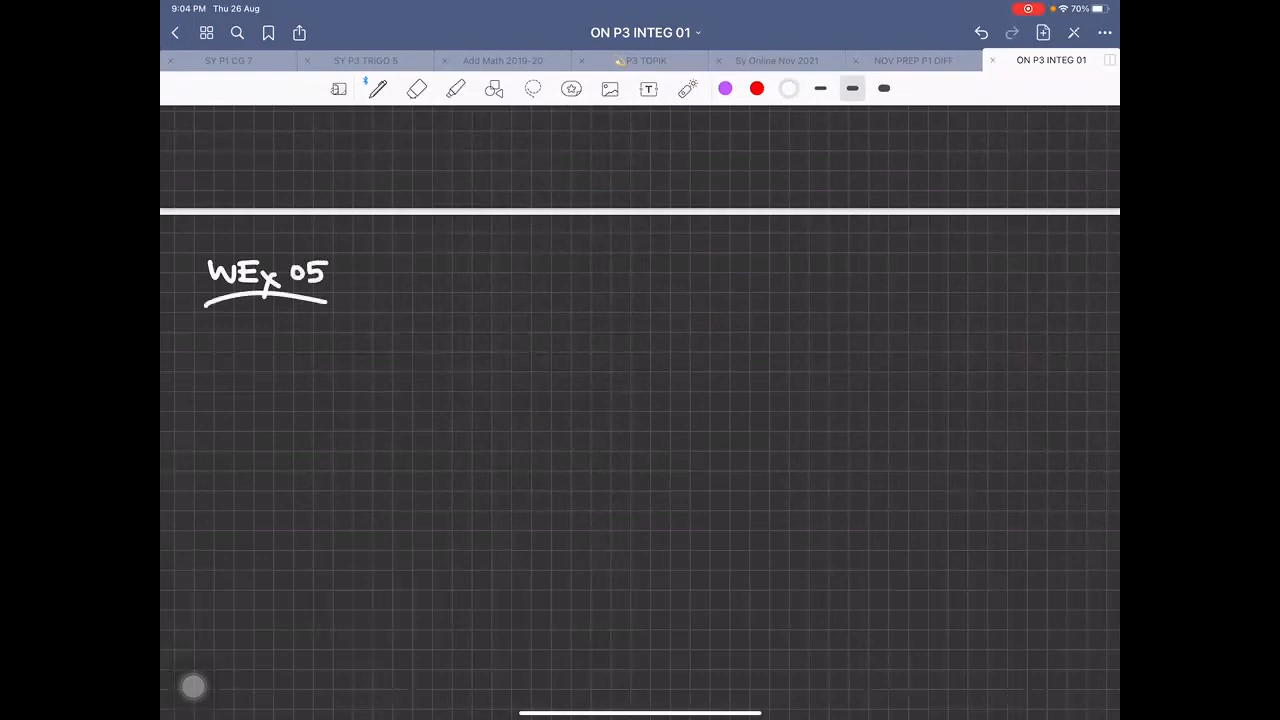 9:04 PM Thu 26 Aug
70%
ON P3 INTEG 01
SY P1 CG 7
SY P3 TRIGO 5
Add Math 2019-20
P3 TOPIK
Sy Online Nov 2021
NOV PREP P1 DIFF
ON P3 INTEG 01
T
WEx 05